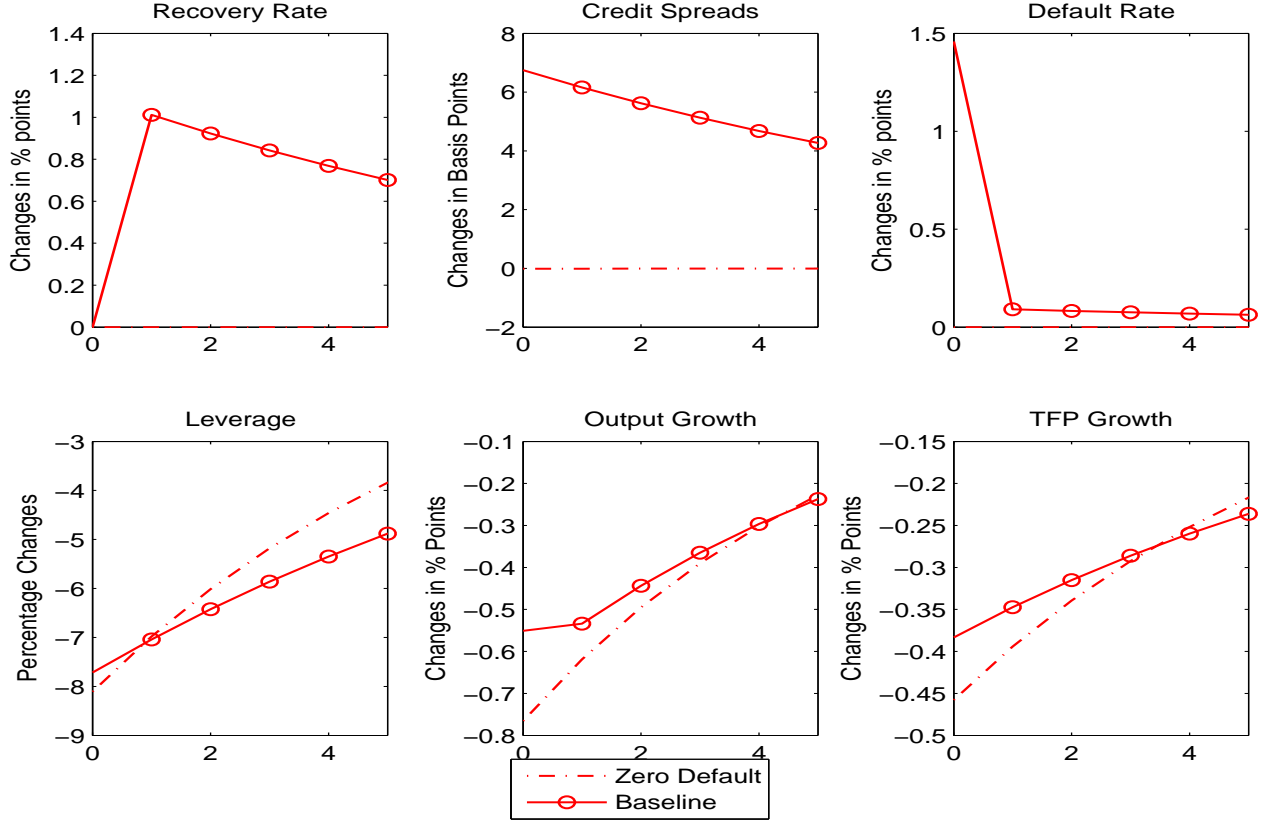 Recovery Rate
Changes in % points
1.4
1.2
1
0.8
0.6
0.4
0.2
0
0 2 4
Credit Spreads
Changes in Basis Points
8
6
4
2
0
−2
0 2 4
Default Rate
Changes in % points
1.5
1
0.5
0
0 2 4
Leverage
Percentage Changes
−3
−4
−5
−6
−7
−8
−9
0 2 4
Output Growth
Changes in % Points
−0.1
−0.2
−0.3
−0.4
−0.5
−0.6
−0.7
−0.8
0 2 4
TFP Growth
Changes in % Points
−0.15
−0.2
−0.25
−0.3
−0.35
−0.4
−0.45
−0.5
0 2 4
Zero Default
Baseline